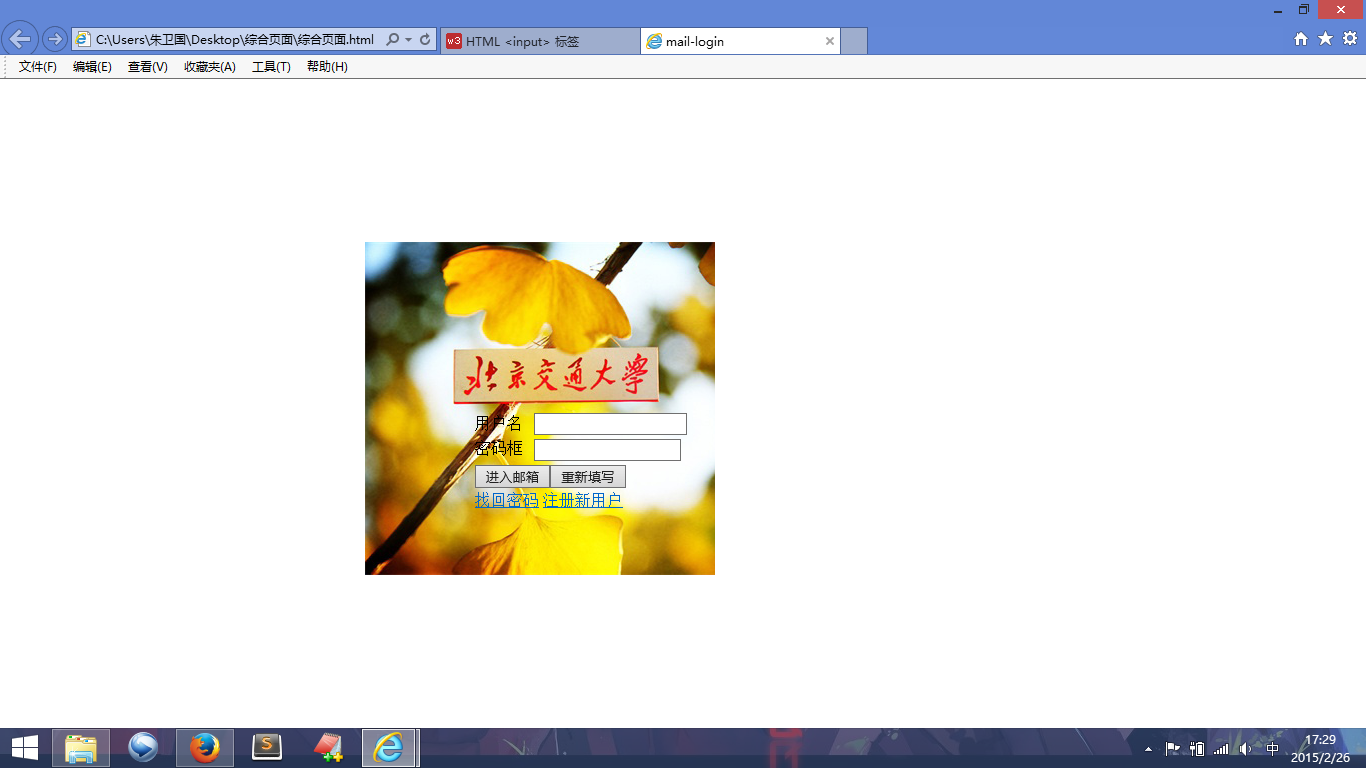 C:\Users\朱卫国\Desktop\综合页面\综合页面.html
w3 HTML <input> 标签
mail-login
文件(F) 编辑(E) 查看(V) 收藏夹(A) 工具(T) 帮助(H)
北京交通大學
用户名
密码框
进入邮箱 重新填写
找回密码 注册新用户
S
中
17:29
2015/2/26